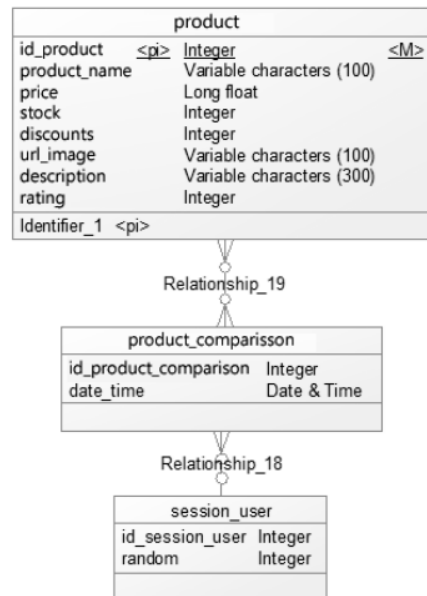 product
id_product <pi> Integer <M>
product_name Variable characters (100)
price Long float
stock Integer
discounts Integer
url_image Variable characters (100)
description Variable characters (300)
rating Integer
Identifier_1 <pi>
Relationship_19
product_comparisson
id_product_comparison Integer
date_time Date & Time
Relationship_18
session_user
id_session_user Integer
random Integer